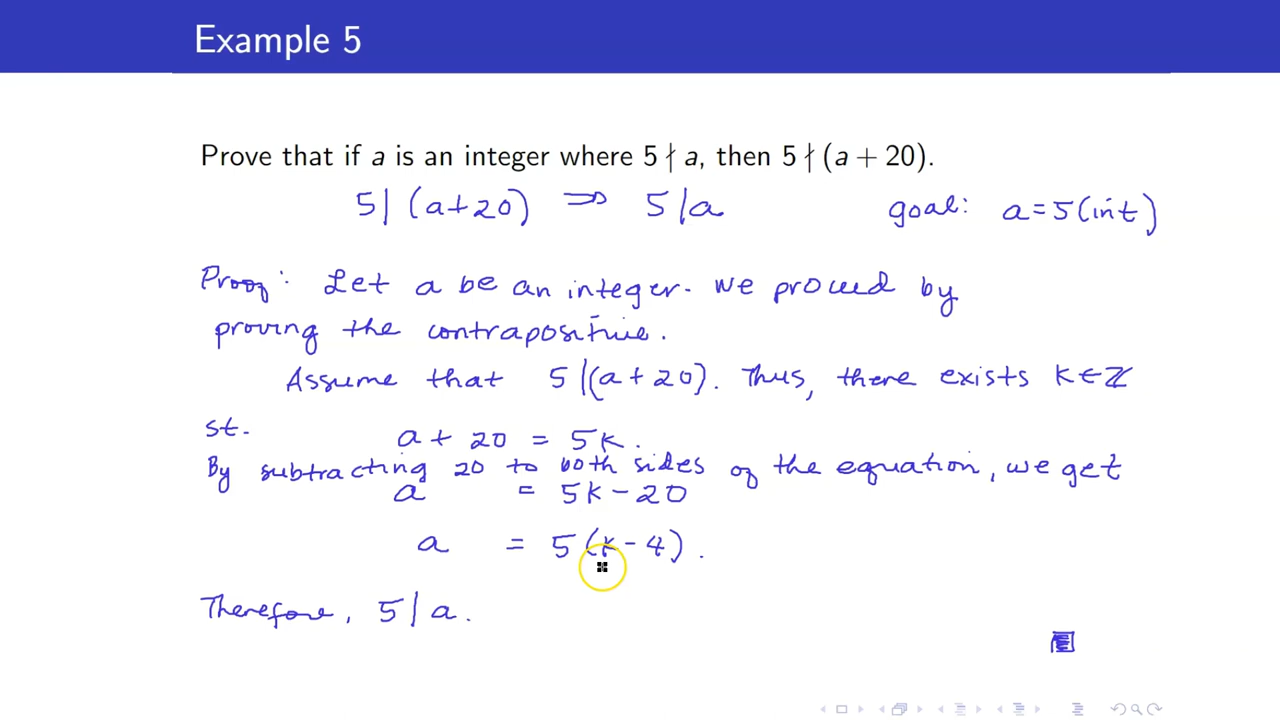 Example 5
Prove that if a is an integer where 5 ∤ a, then 5 ∤ (a + 20).
5 | (a+20) ⇒ 5 | a goal: a = 5(int)
Proof: Let a be an integer. We proceed by
proving the contrapositive.
Assume that 5 | (a + 20). Thus, there exists k ∈ ℤ
st. a + 20 = 5k.
By subtracting 20 to both sides of the equation, we get
a = 5k - 20
a = 5(k - 4).
Therefore, 5 | a.